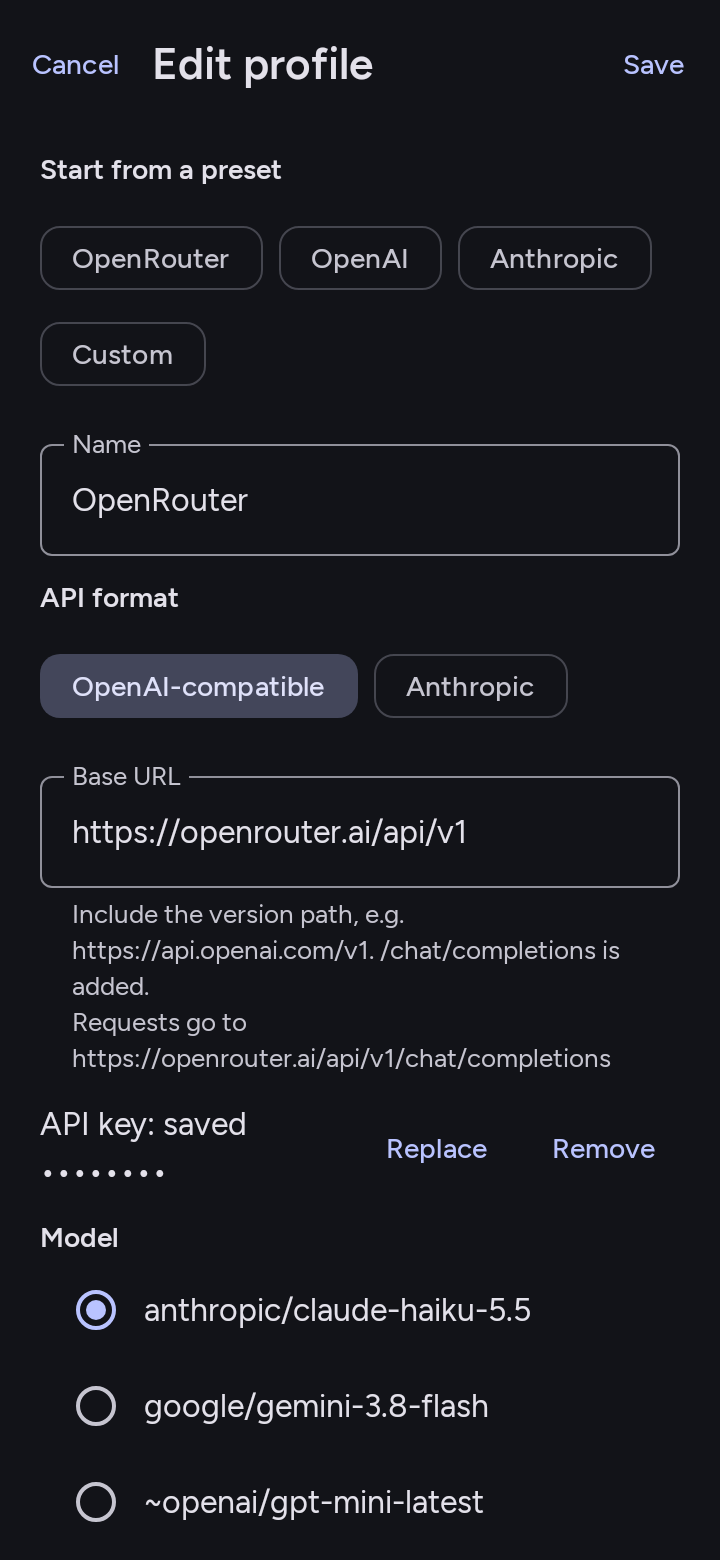 Cancel Edit profile Save
Start from a preset
OpenRouter OpenAI Anthropic
Custom
Name
OpenRouter
API format
OpenAI-compatible Anthropic
Base URL
https://openrouter.ai/api/v1
Include the version path, e.g.
https://api.openai.com/v1. /chat/completions is
added.
Requests go to
https://openrouter.ai/api/v1/chat/completions
API key: saved
••••••••
Replace Remove
Model
anthropic/claude-haiku-5.5
google/gemini-3.8-flash
~openai/gpt-mini-latest